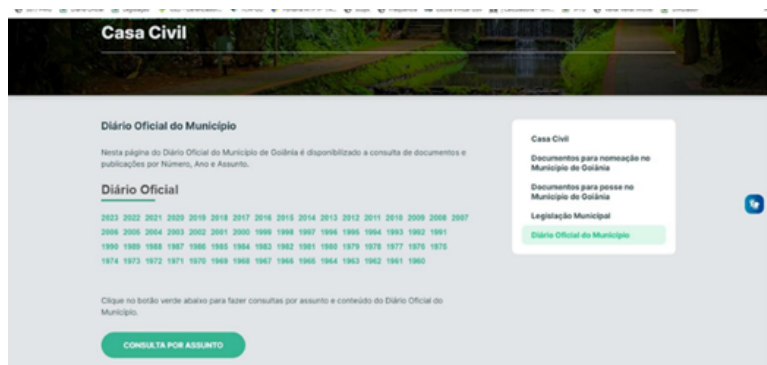 Casa Civil
Diário Oficial do Município
Nesta página do Diário Oficial do Município de Goiânia é disponibilizado a consulta de documentos e
publicações por Número, Ano e Assunto.
Diário Oficial
2023 2022 2021 2020 2019 2018 2017 2016 2015 2014 2013 2012 2011 2010 2009 2008 2007
2006 2005 2004 2003 2002 2001 2000 1999 1998 1997 1996 1995 1994 1993 1992 1991
1990 1989 1988 1987 1986 1985 1984 1983 1982 1981 1980 1979 1978 1977 1976 1975
1974 1973 1972 1971 1970 1969 1968 1967 1966 1965 1964 1963 1962 1961 1960
Clique no botão verde abaixo para fazer consultas por assunto e conteúdo do Diário Oficial do
Município.
CONSULTA POR ASSUNTO
Casa Civil
Documentos para nomeação no
Município de Goiânia
Documentos para posse no
Município de Goiânia
Legislação Municipal
Diário Oficial do Município